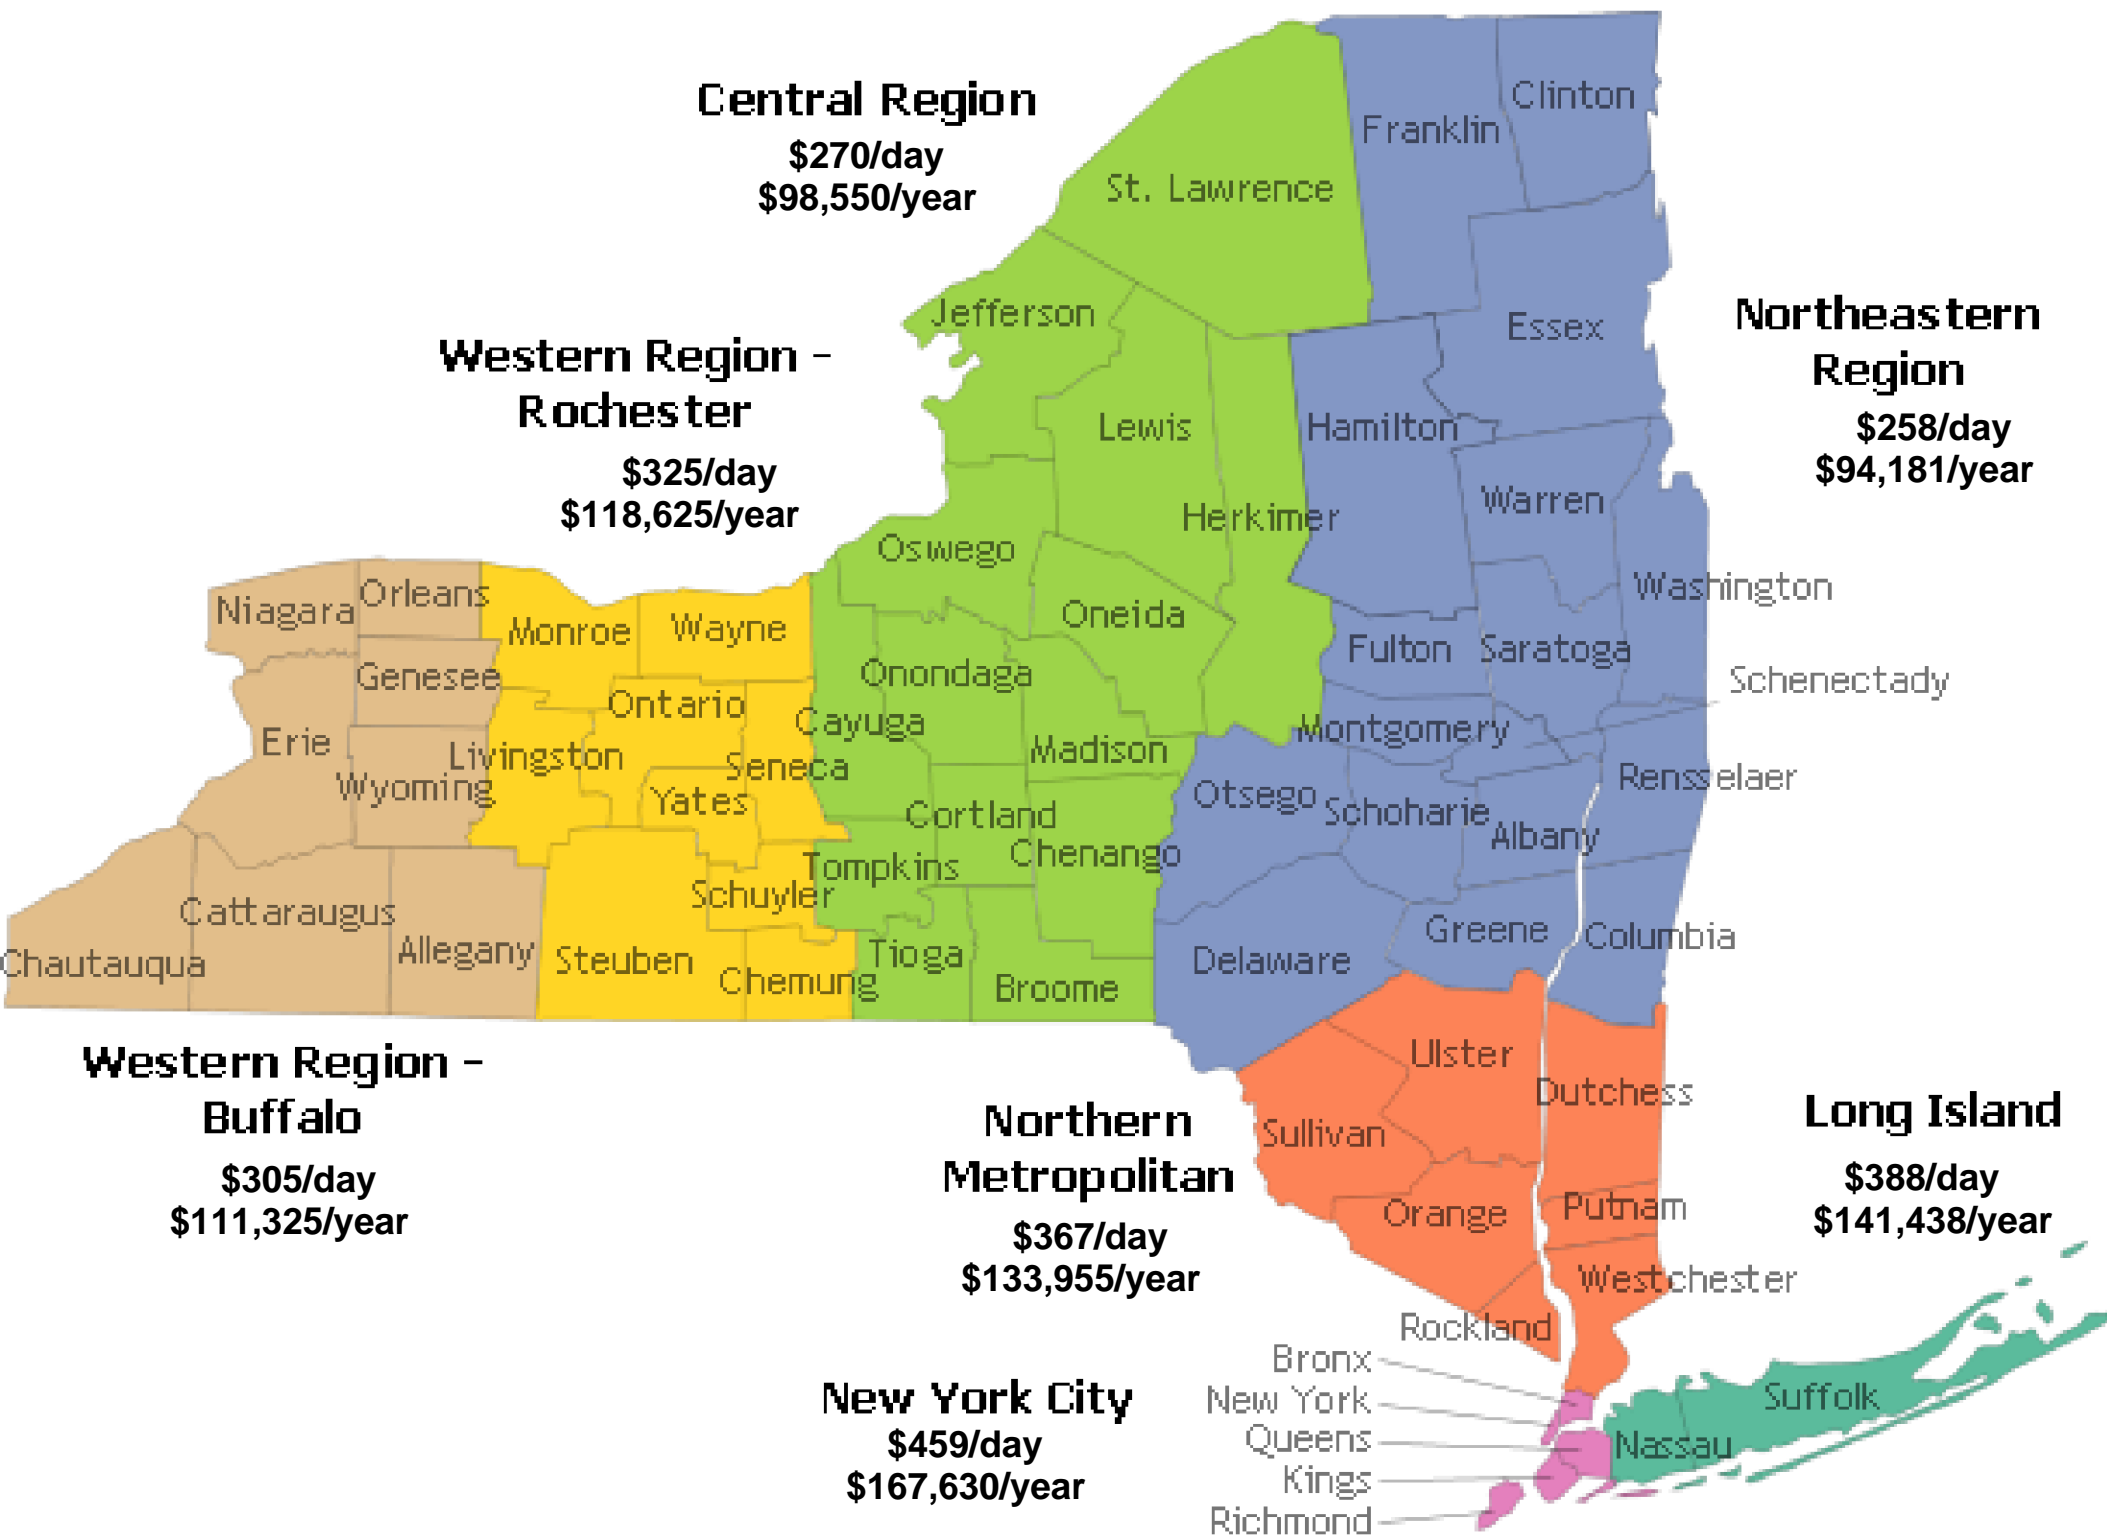 Central Region
$270/day
$98,550/year
Western Region -
Rochester
$325/day
$118,625/year
Northeastern
Region
$258/day
$94,181/year
Western Region -
Buffalo
$305/day
$111,325/year
Northern
Metropolitan
$367/day
$133,955/year
Long Island
$388/day
$141,438/year
New York City
$459/day
$167,630/year
Clinton
Franklin
St. Lawrence
Jefferson
Essex
Lewis
Hamilton
Warren
Herkimer
Oswego
Washington
Niagara
Orleans
Monroe
Wayne
Oneida
Fulton
Saratoga
Genesee
Onondaga
Schenectady
Ontario
Cayuga
Montgomery
Erie
Livingston
Madison
Seneca
Rensselaer
Wyoming
Yates
Otsego
Schoharie
Cortland
Albany
Chenango
Tompkins
Schuyler
Cattaraugus
Greene
Columbia
Chautauqua
Allegany
Steuben
Tioga
Delaware
Chemung
Broome
Ulster
Dutchess
Sullivan
Orange
Putnam
Westchester
Rockland
Bronx
New York
Suffolk
Queens
Nassau
Kings
Richmond